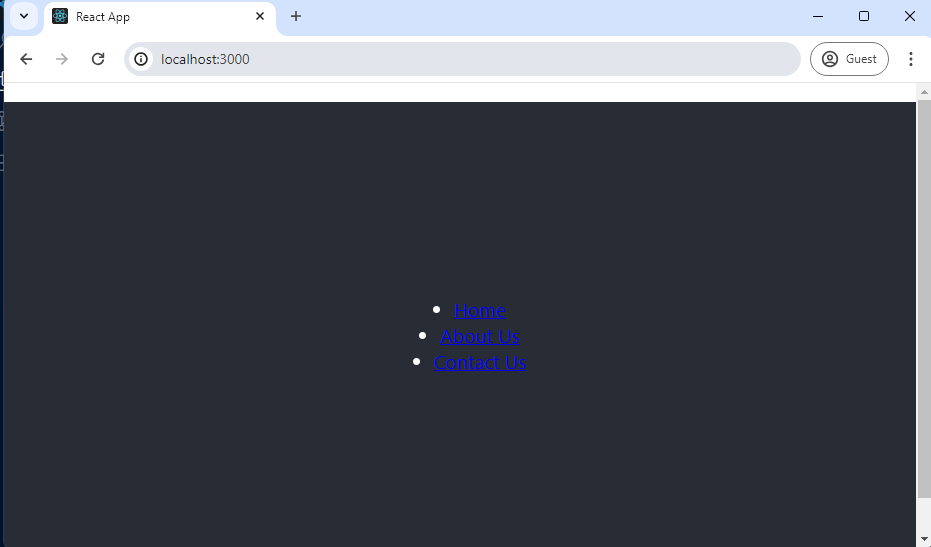 React App
localhost:3000
Guest
Home
About Us
Contact Us